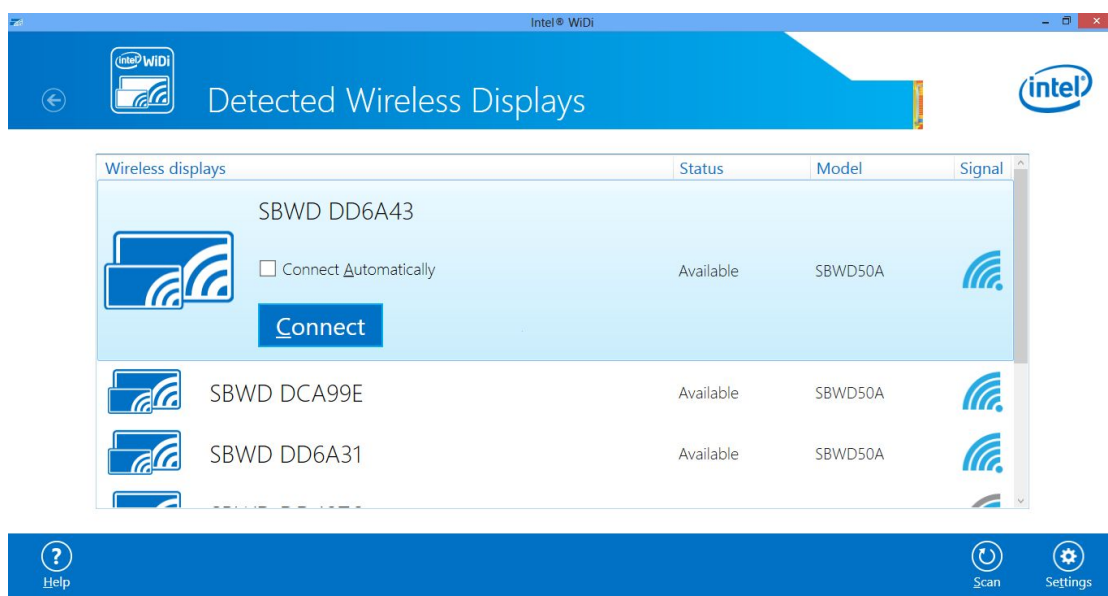 Intel® WiDi
intel WiDi
Detected Wireless Displays
intel
Wireless displays Status Model Signal
SBWD DD6A43
Connect Automatically Available SBWD50A
Connect
SBWD DCA99E Available SBWD50A
SBWD DD6A31 Available SBWD50A
? Help Scan Settings